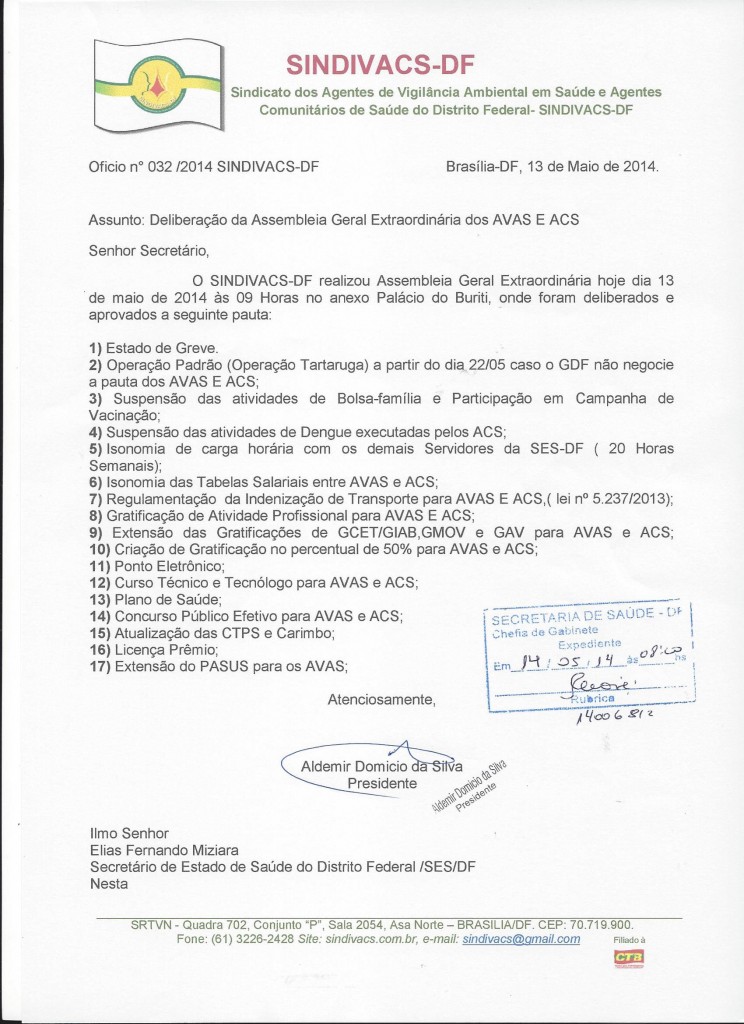 SINDIVACS-DF
Sindicato dos Agentes de Vigilância Ambiental em Saúde e Agentes
Comunitários de Saúde do Distrito Federal- SINDIVACS-DF
Oficio n° 032 /2014 SINDIVACS-DF Brasília-DF, 13 de Maio de 2014.
Assunto: Deliberação da Assembleia Geral Extraordinária dos AVAS E ACS
Senhor Secretário,
O SINDIVACS-DF realizou Assembleia Geral Extraordinária hoje dia 13
de maio de 2014 às 09 Horas no anexo Palácio do Buriti, onde foram deliberados e
aprovados a seguinte pauta:
1) Estado de Greve.
2) Operação Padrão (Operação Tartaruga) a partir do dia 22/05 caso o GDF não negocie
a pauta dos AVAS E ACS;
3) Suspensão das atividades de Bolsa-família e Participação em Campanha de
Vacinação;
4) Suspensão das atividades de Dengue executadas pelos ACS;
5) Isonomia de carga horária com os demais Servidores da SES-DF ( 20 Horas
Semanais);
6) Isonomia das Tabelas Salariais entre AVAS e ACS;
7) Regulamentação da Indenização de Transporte para AVAS E ACS,( lei nº 5.237/2013);
8) Gratificação de Atividade Profissional para AVAS E ACS;
9) Extensão das Gratificações de GCET/GIAB,GMOV e GAV para AVAS e ACS;
10) Criação de Gratificação no percentual de 50% para AVAS e ACS;
11) Ponto Eletrônico;
12) Curso Técnico e Tecnólogo para AVAS e ACS;
13) Plano de Saúde;
14) Concurso Público Efetivo para AVAS e ACS;
15) Atualização das CTPS e Carimbo;
16) Licença Prêmio;
17) Extensão do PASUS para os AVAS;
SECRETARIA DE SAÚDE - DF
Chefia de Gabinete
Expediente
Em 14/05/14 às 08:00 hs
Rubrica
14006812
Atenciosamente,
Aldemir Domicio da Silva
Presidente
Aldemir Domicio da Silva
Presidente
Ilmo Senhor
Elias Fernando Miziara
Secretário de Estado de Saúde do Distrito Federal /SES/DF
Nesta
SRTVN - Quadra 702, Conjunto “P”, Sala 2054, Asa Norte – BRASILIA/DF. CEP: 70.719.900.
Fone: (61) 3226-2428 Site: sindivacs.com.br, e-mail: sindivacs@gmail.com
Filiado à
CTB